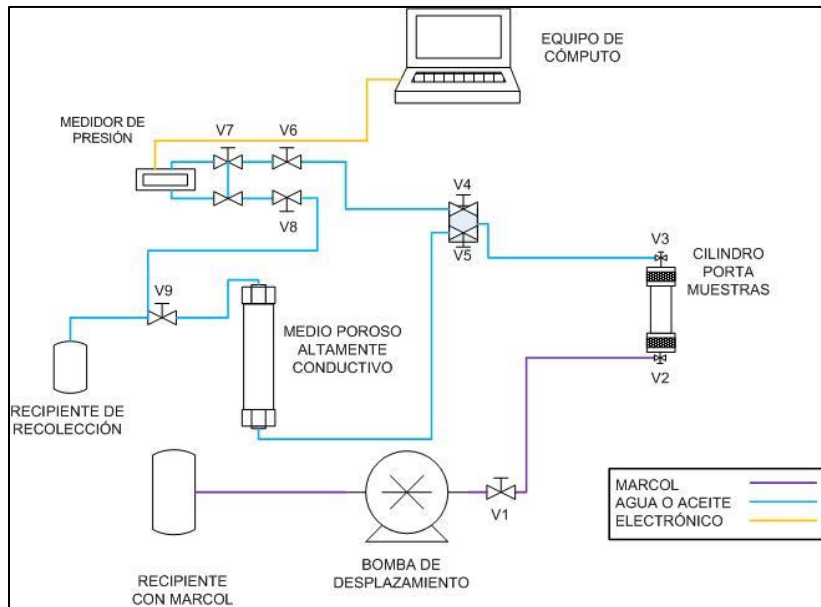 EQUIPO DE
CÓMPUTO
MEDIDOR DE
PRESIÓN
V7
V6
V8
V4
V5
V3
CILINDRO
PORTA
MUESTRAS
V2
V9
MEDIO POROSO
ALTAMENTE
CONDUCTIVO
RECIPIENTE DE
RECOLECCIÓN
V1
BOMBA DE
DESPLAZAMIENTO
RECIPIENTE
CON MARCOL
MARCOL
AGUA O ACEITE
ELECTRÓNICO